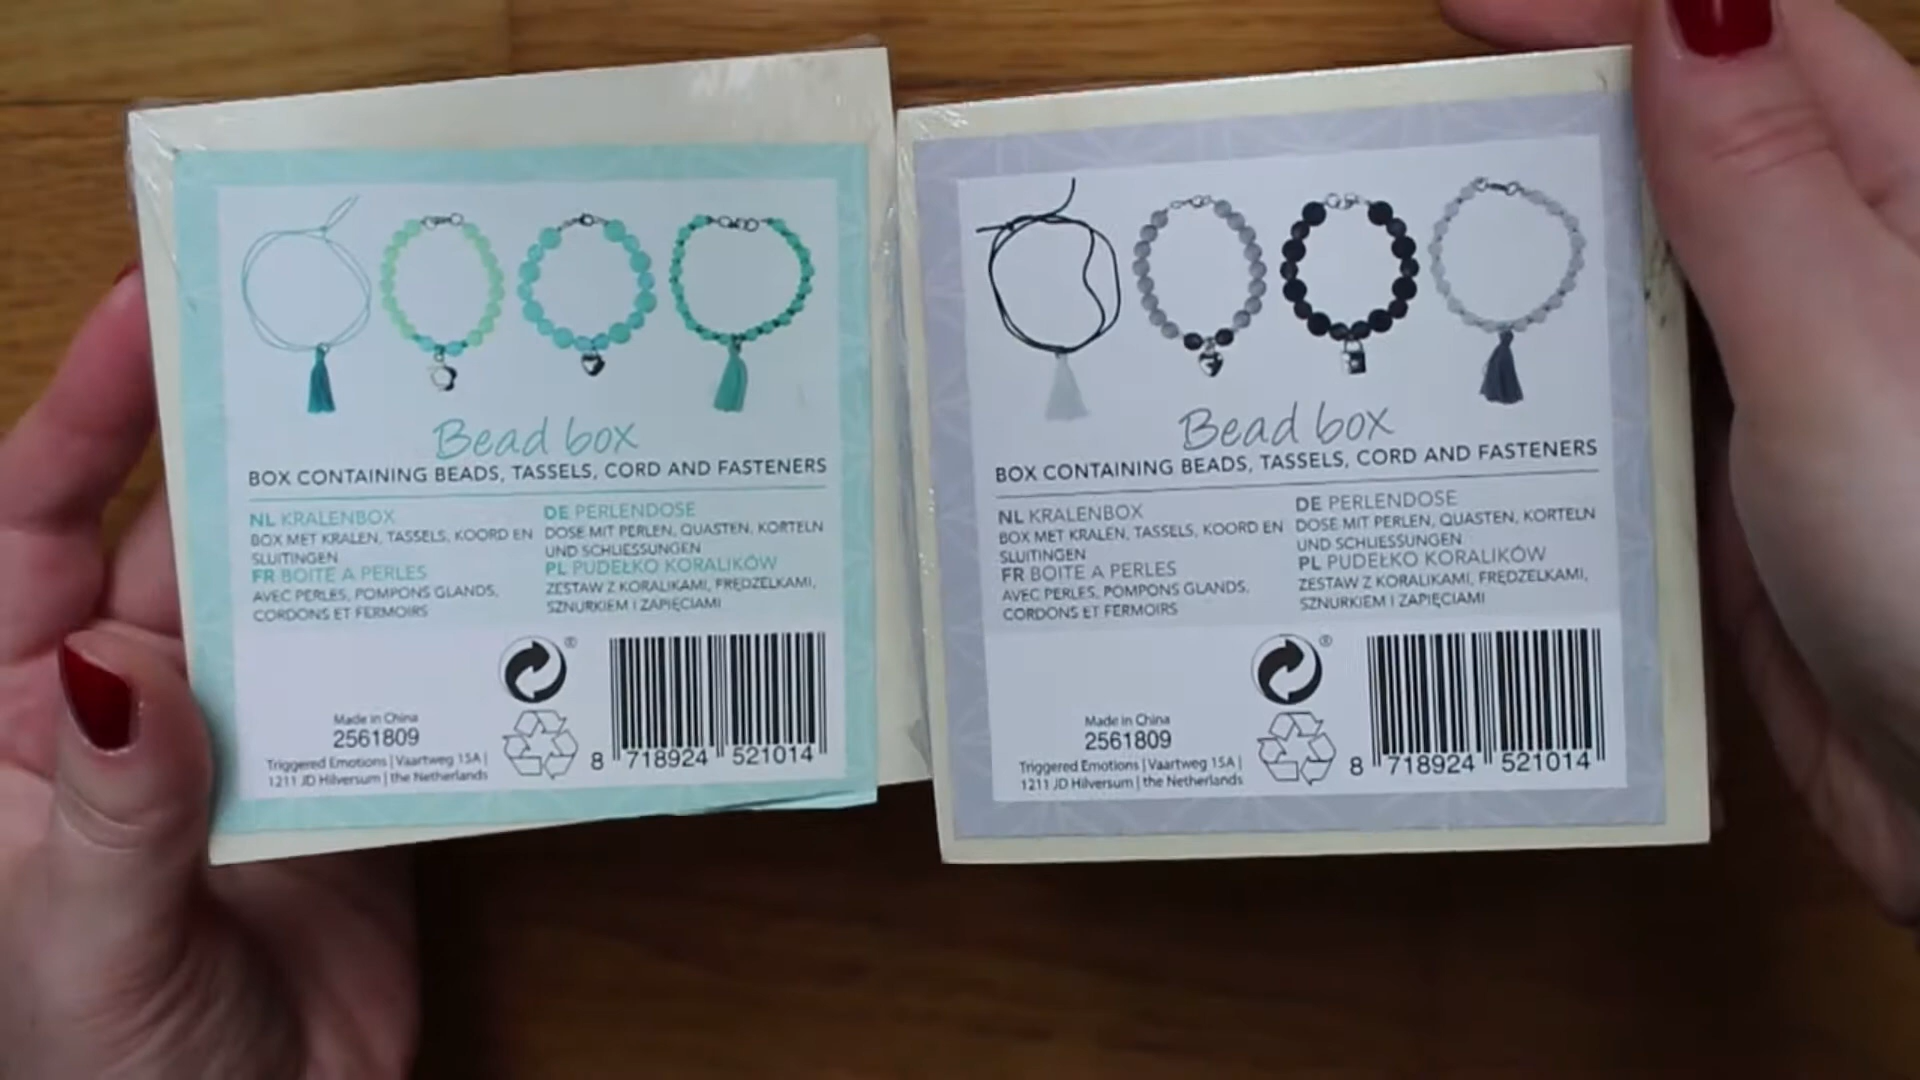 Bead box
BOX CONTAINING BEADS, TASSELS, CORD AND FASTENERS
NL KRALENBOX
BOX MET KRALEN, TASSELS, KOORD EN
SLUITINGEN
FR BOITE A PERLES
AVEC PERLES, POMPONS GLANDS,
CORDONS ET FERMOIRS
DE PERLENDOSE
DOSE MIT PERLEN, QUASTEN, KORTELN
UND SCHLIESSUNGEN
PL PUDEŁKO KORALIKÓW
ZESTAW Z KORALIKAMI, FRĘDZELKAMI,
SZNURKIEM I ZAPIĘCIAMI
®
Made in China
2561809
Triggered Emotions | Vaartweg 15A |
1211 JD Hilversum | the Netherlands
8 718924 521014
Bead box
BOX CONTAINING BEADS, TASSELS, CORD AND FASTENERS
NL KRALENBOX
BOX MET KRALEN, TASSELS, KOORD EN
SLUITINGEN
FR BOITE A PERLES
AVEC PERLES, POMPONS GLANDS,
CORDONS ET FERMOIRS
DE PERLENDOSE
DOSE MIT PERLEN, QUASTEN, KORTELN
UND SCHLIESSUNGEN
PL PUDEŁKO KORALIKÓW
ZESTAW Z KORALIKAMI, FRĘDZELKAMI,
SZNURKIEM I ZAPIĘCIAMI
®
Made in China
2561809
Triggered Emotions | Vaartweg 15A |
1211 JD Hilversum | the Netherlands
8 718924 521014